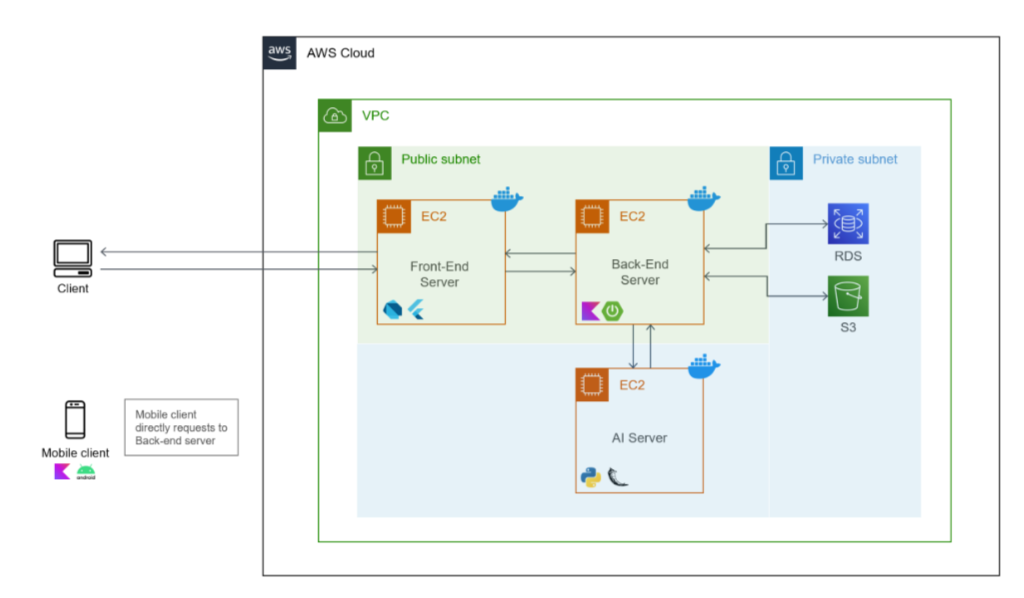 aws
AWS Cloud
VPC
Public subnet
Private subnet
EC2
EC2
Front-End
Server
Back-End
Server
RDS
S3
Client
EC2
AI Server
Mobile client
directly requests to
Back-end server
Mobile client
android